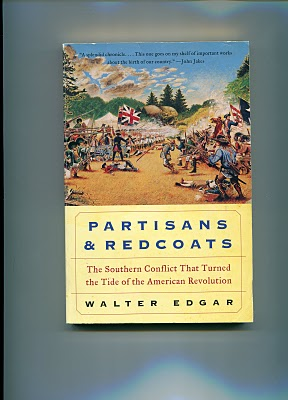 "A splendid chronicle. . . . This one goes on my shelf of important works
about the birth of our country." —John Jakes
PARTISANS
& REDCOATS
The Southern Conflict That Turned
the Tide of the American Revolution
WALTER EDGAR